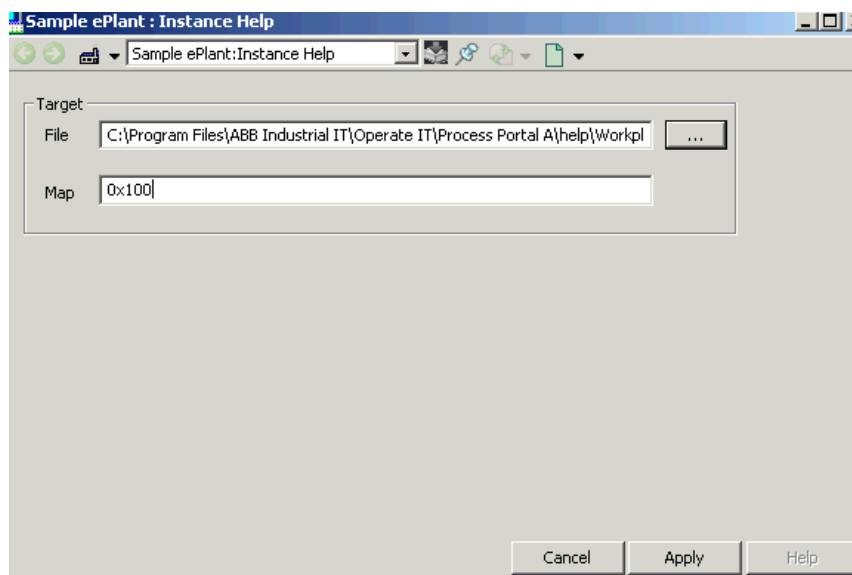 Sample ePlant : Instance Help
Sample ePlant:Instance Help
Target
File
C:\Program Files\ABB Industrial IT\Operate IT\Process Portal A\help\Workpl
...
Map
0x100
Cancel
Apply
Help